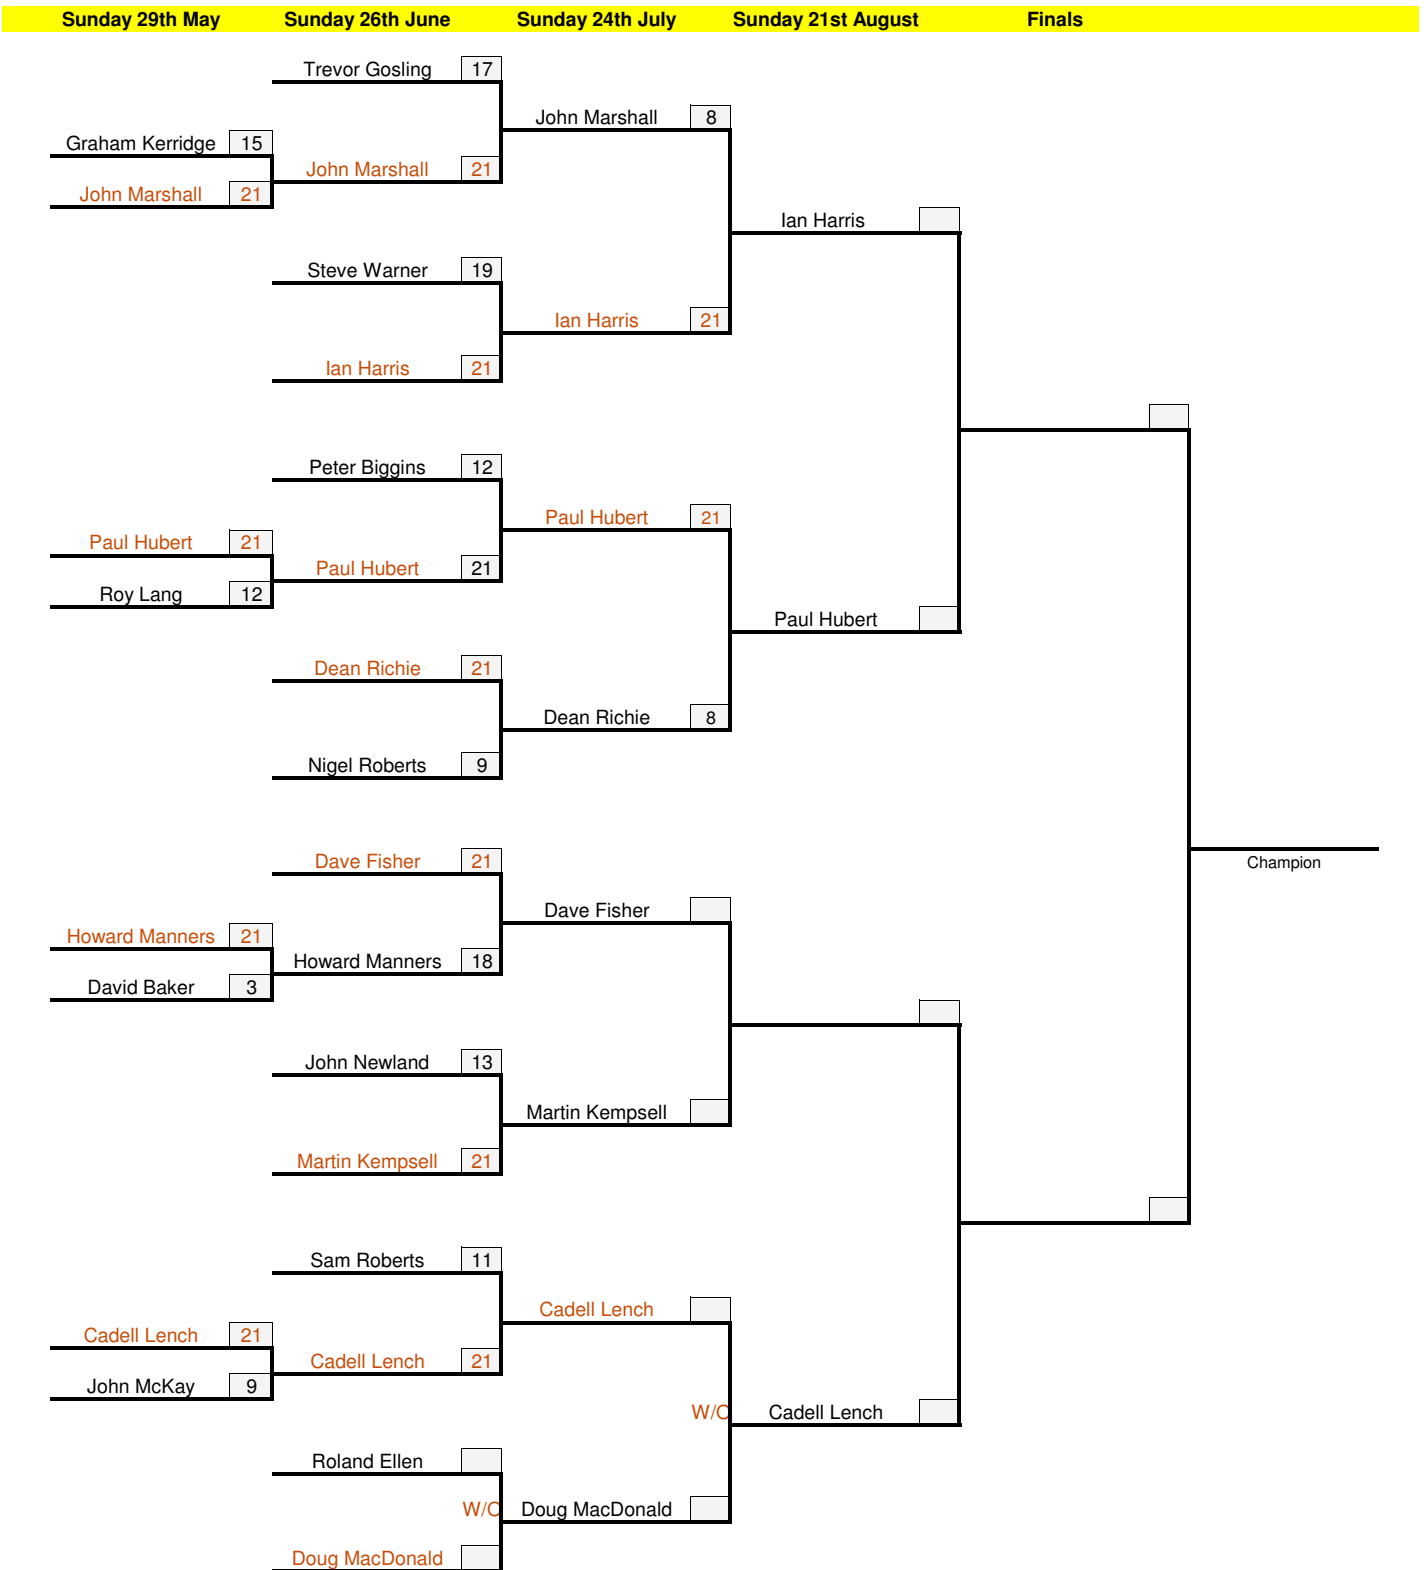 Sunday 29th May Sunday 26th June Sunday 24th July Sunday 21st August Finals
Trevor Gosling 17
John Marshall 8
Graham Kerridge 15
John Marshall 21
John Marshall 21
Ian Harris
Steve Warner 19
Ian Harris 21
Ian Harris 21
Peter Biggins 12
Paul Hubert 21
Paul Hubert 21
Paul Hubert 21
Roy Lang 12
Paul Hubert
Dean Richie 21
Dean Richie 8
Nigel Roberts 9
Dave Fisher 21
Champion
Dave Fisher
Howard Manners 21
Howard Manners 18
David Baker 3
John Newland 13
Martin Kempsell
Martin Kempsell 21
Sam Roberts 11
Cadell Lench
Cadell Lench 21
Cadell Lench 21
John McKay 9
W/O Cadell Lench
Roland Ellen
W/O Doug MacDonald
Doug MacDonald